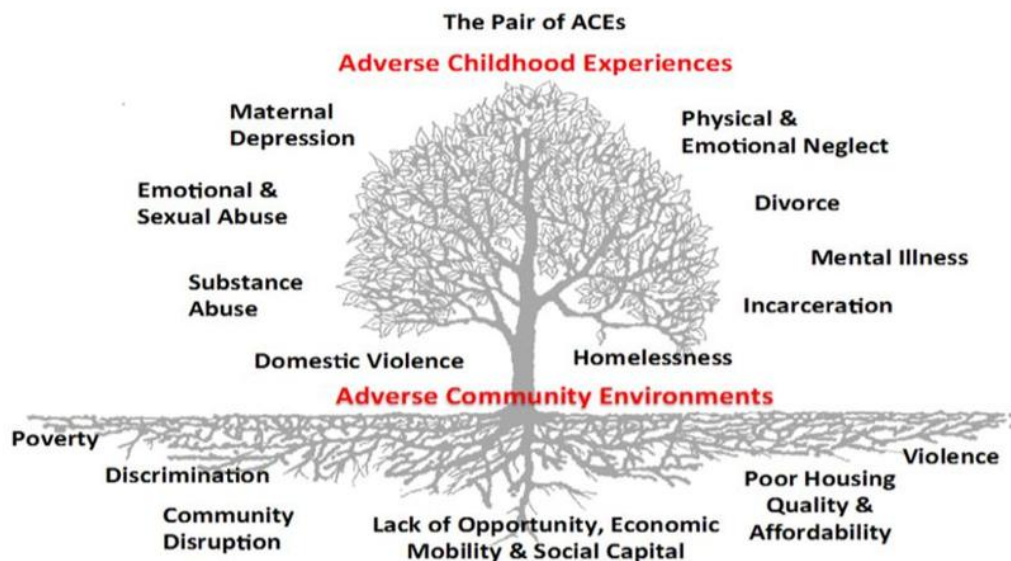 The Pair of ACEs
Adverse Childhood Experiences
Maternal
Depression
Physical &
Emotional Neglect
Emotional &
Sexual Abuse
Divorce
Mental Illness
Substance
Abuse
Incarceration
Domestic Violence
Homelessness
Adverse Community Environments
Poverty
Discrimination
Community
Disruption
Lack of Opportunity, Economic
Mobility & Social Capital
Poor Housing
Quality &
Affordability
Violence